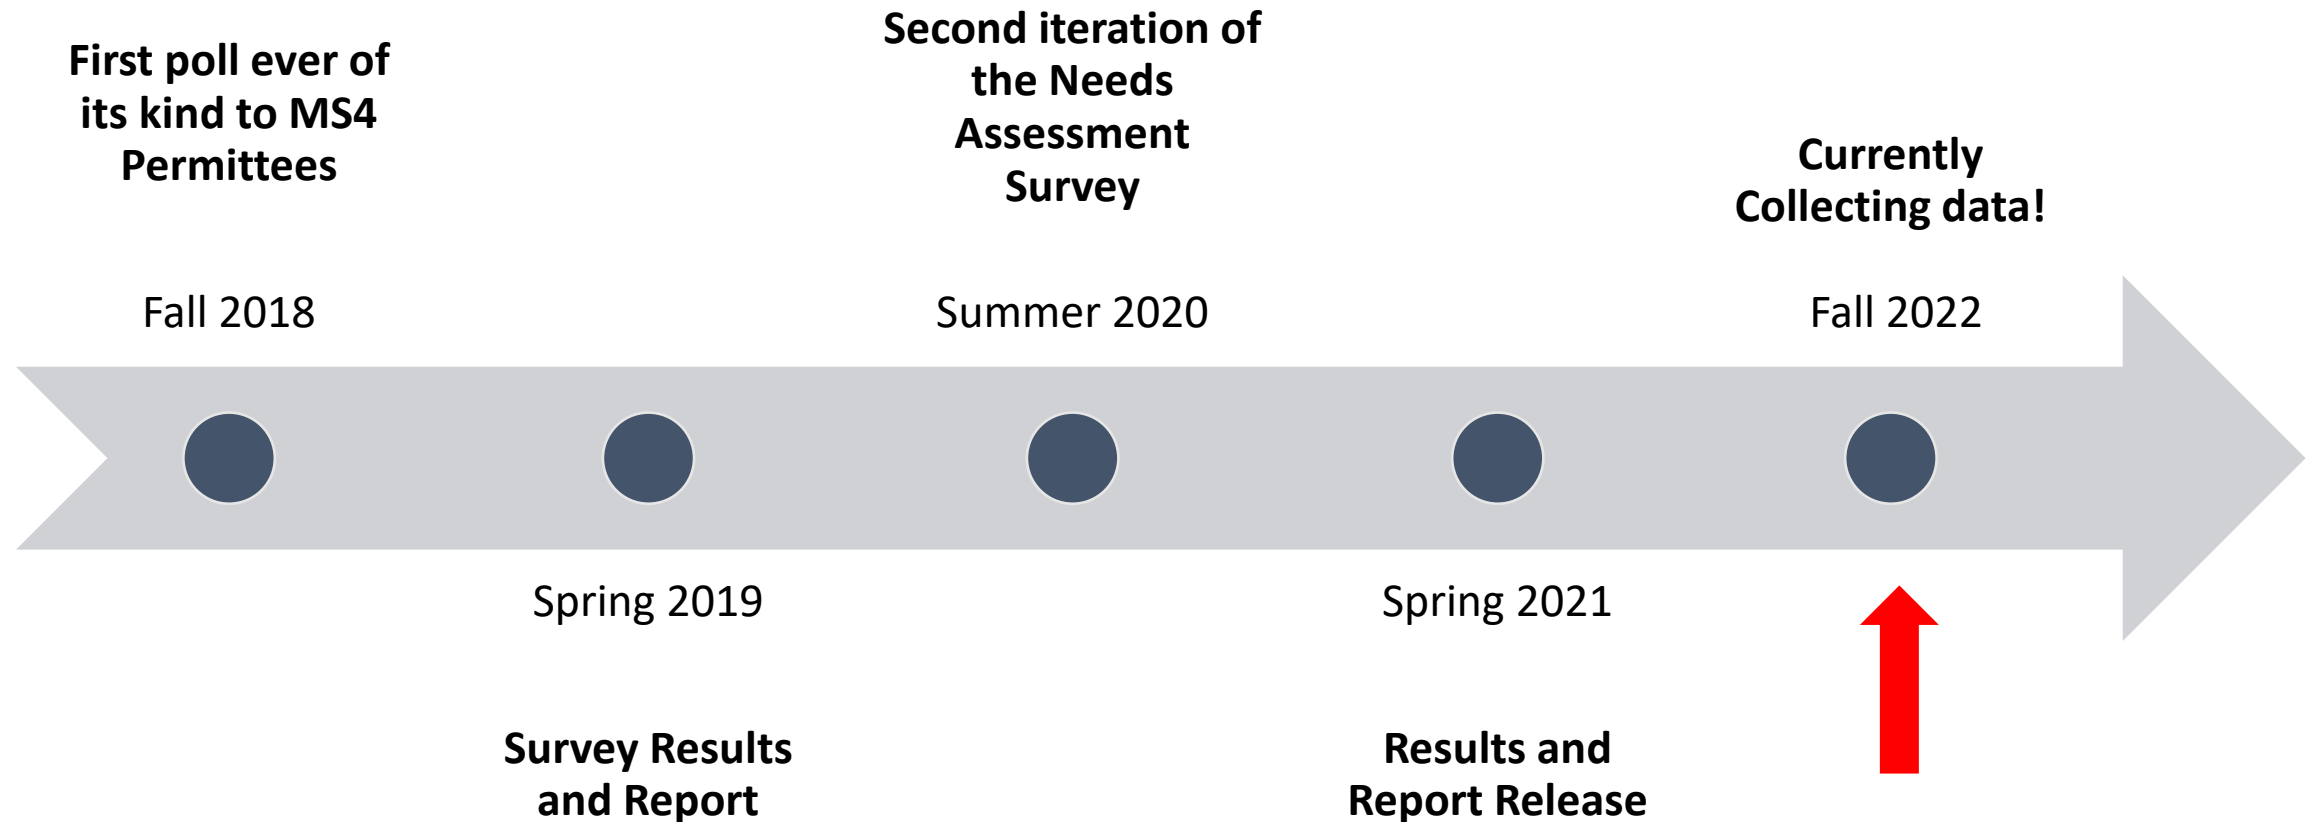 First poll ever of
its kind to MS4
Permittees
Fall 2018
Spring 2019
Survey Results
and Report
Second iteration of
the Needs
Assessment
Survey
Summer 2020
Spring 2021
Results and
Report Release
Currently
Collecting data!
Fall 2022